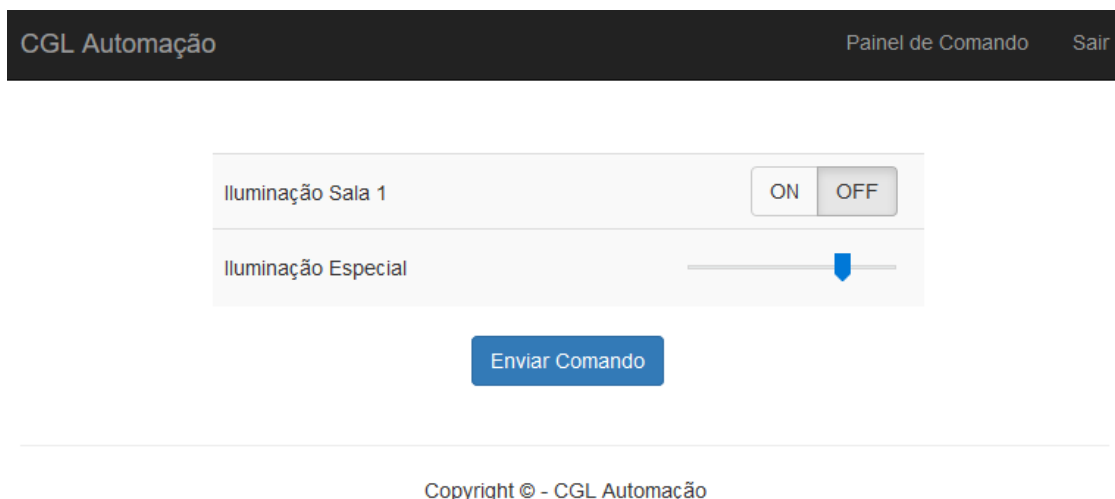 CGL Automação Painel de Comando Sair
Iluminação Sala 1 ON OFF
Iluminação Especial
Enviar Comando
Copyright © - CGL Automação